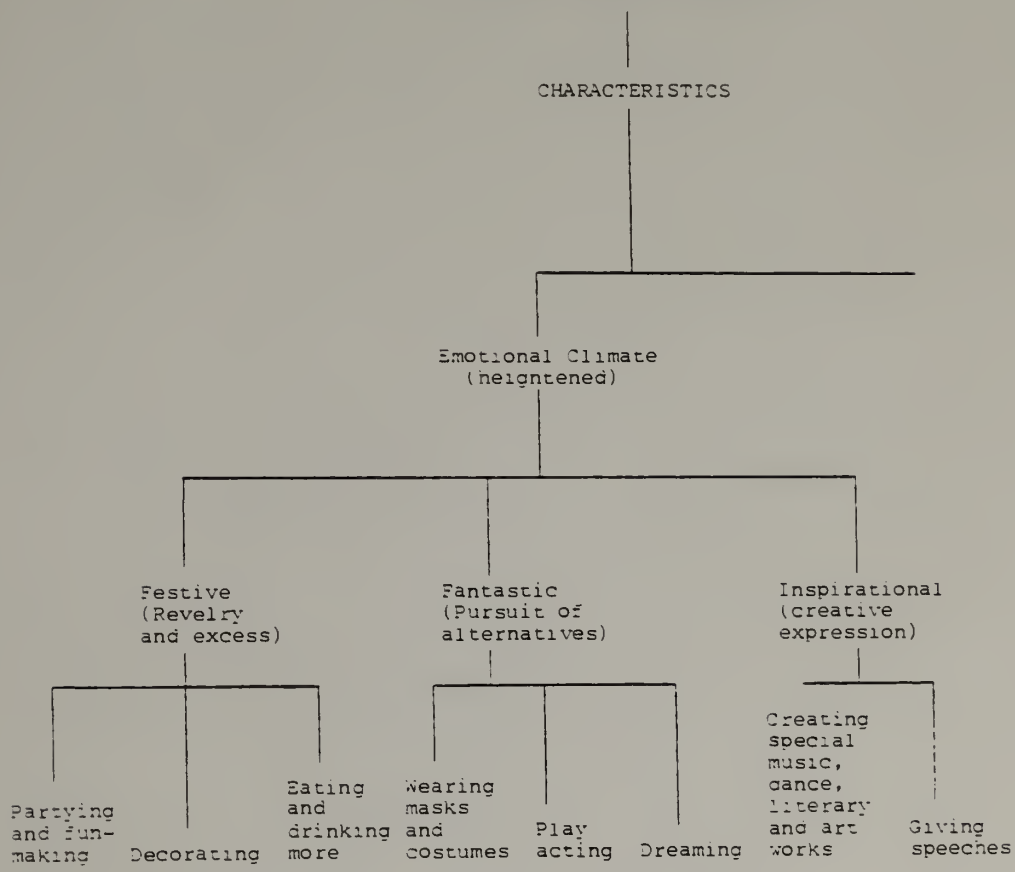 CHARACTERISTICS
Emotional Climate
(heightened)
Festive
(Revelry
and excess)
Fantastic
(Pursuit of
alternatives)
Inspirational
(creative
expression)
Partying
and fun-
making
Decorating
Eating
and
drinking
more
Wearing
masks
and
costumes
Play
acting
Dreaming
Creating
special
music,
dance,
literary
and art
works
Giving
speeches